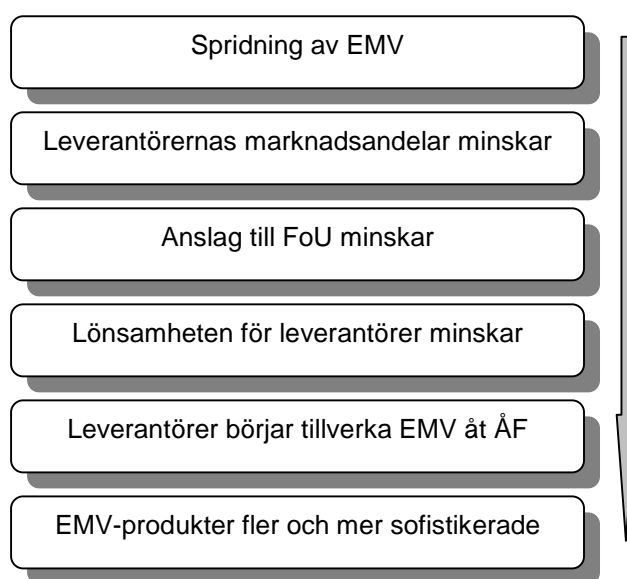 Spridning av EMV
Leverantörernas marknadsandelar minskar
Anslag till FoU minskar
Lönsamheten för leverantörer minskar
Leverantörer börjar tillverka EMV åt ÅF
EMV-produkter fler och mer sofistikerade